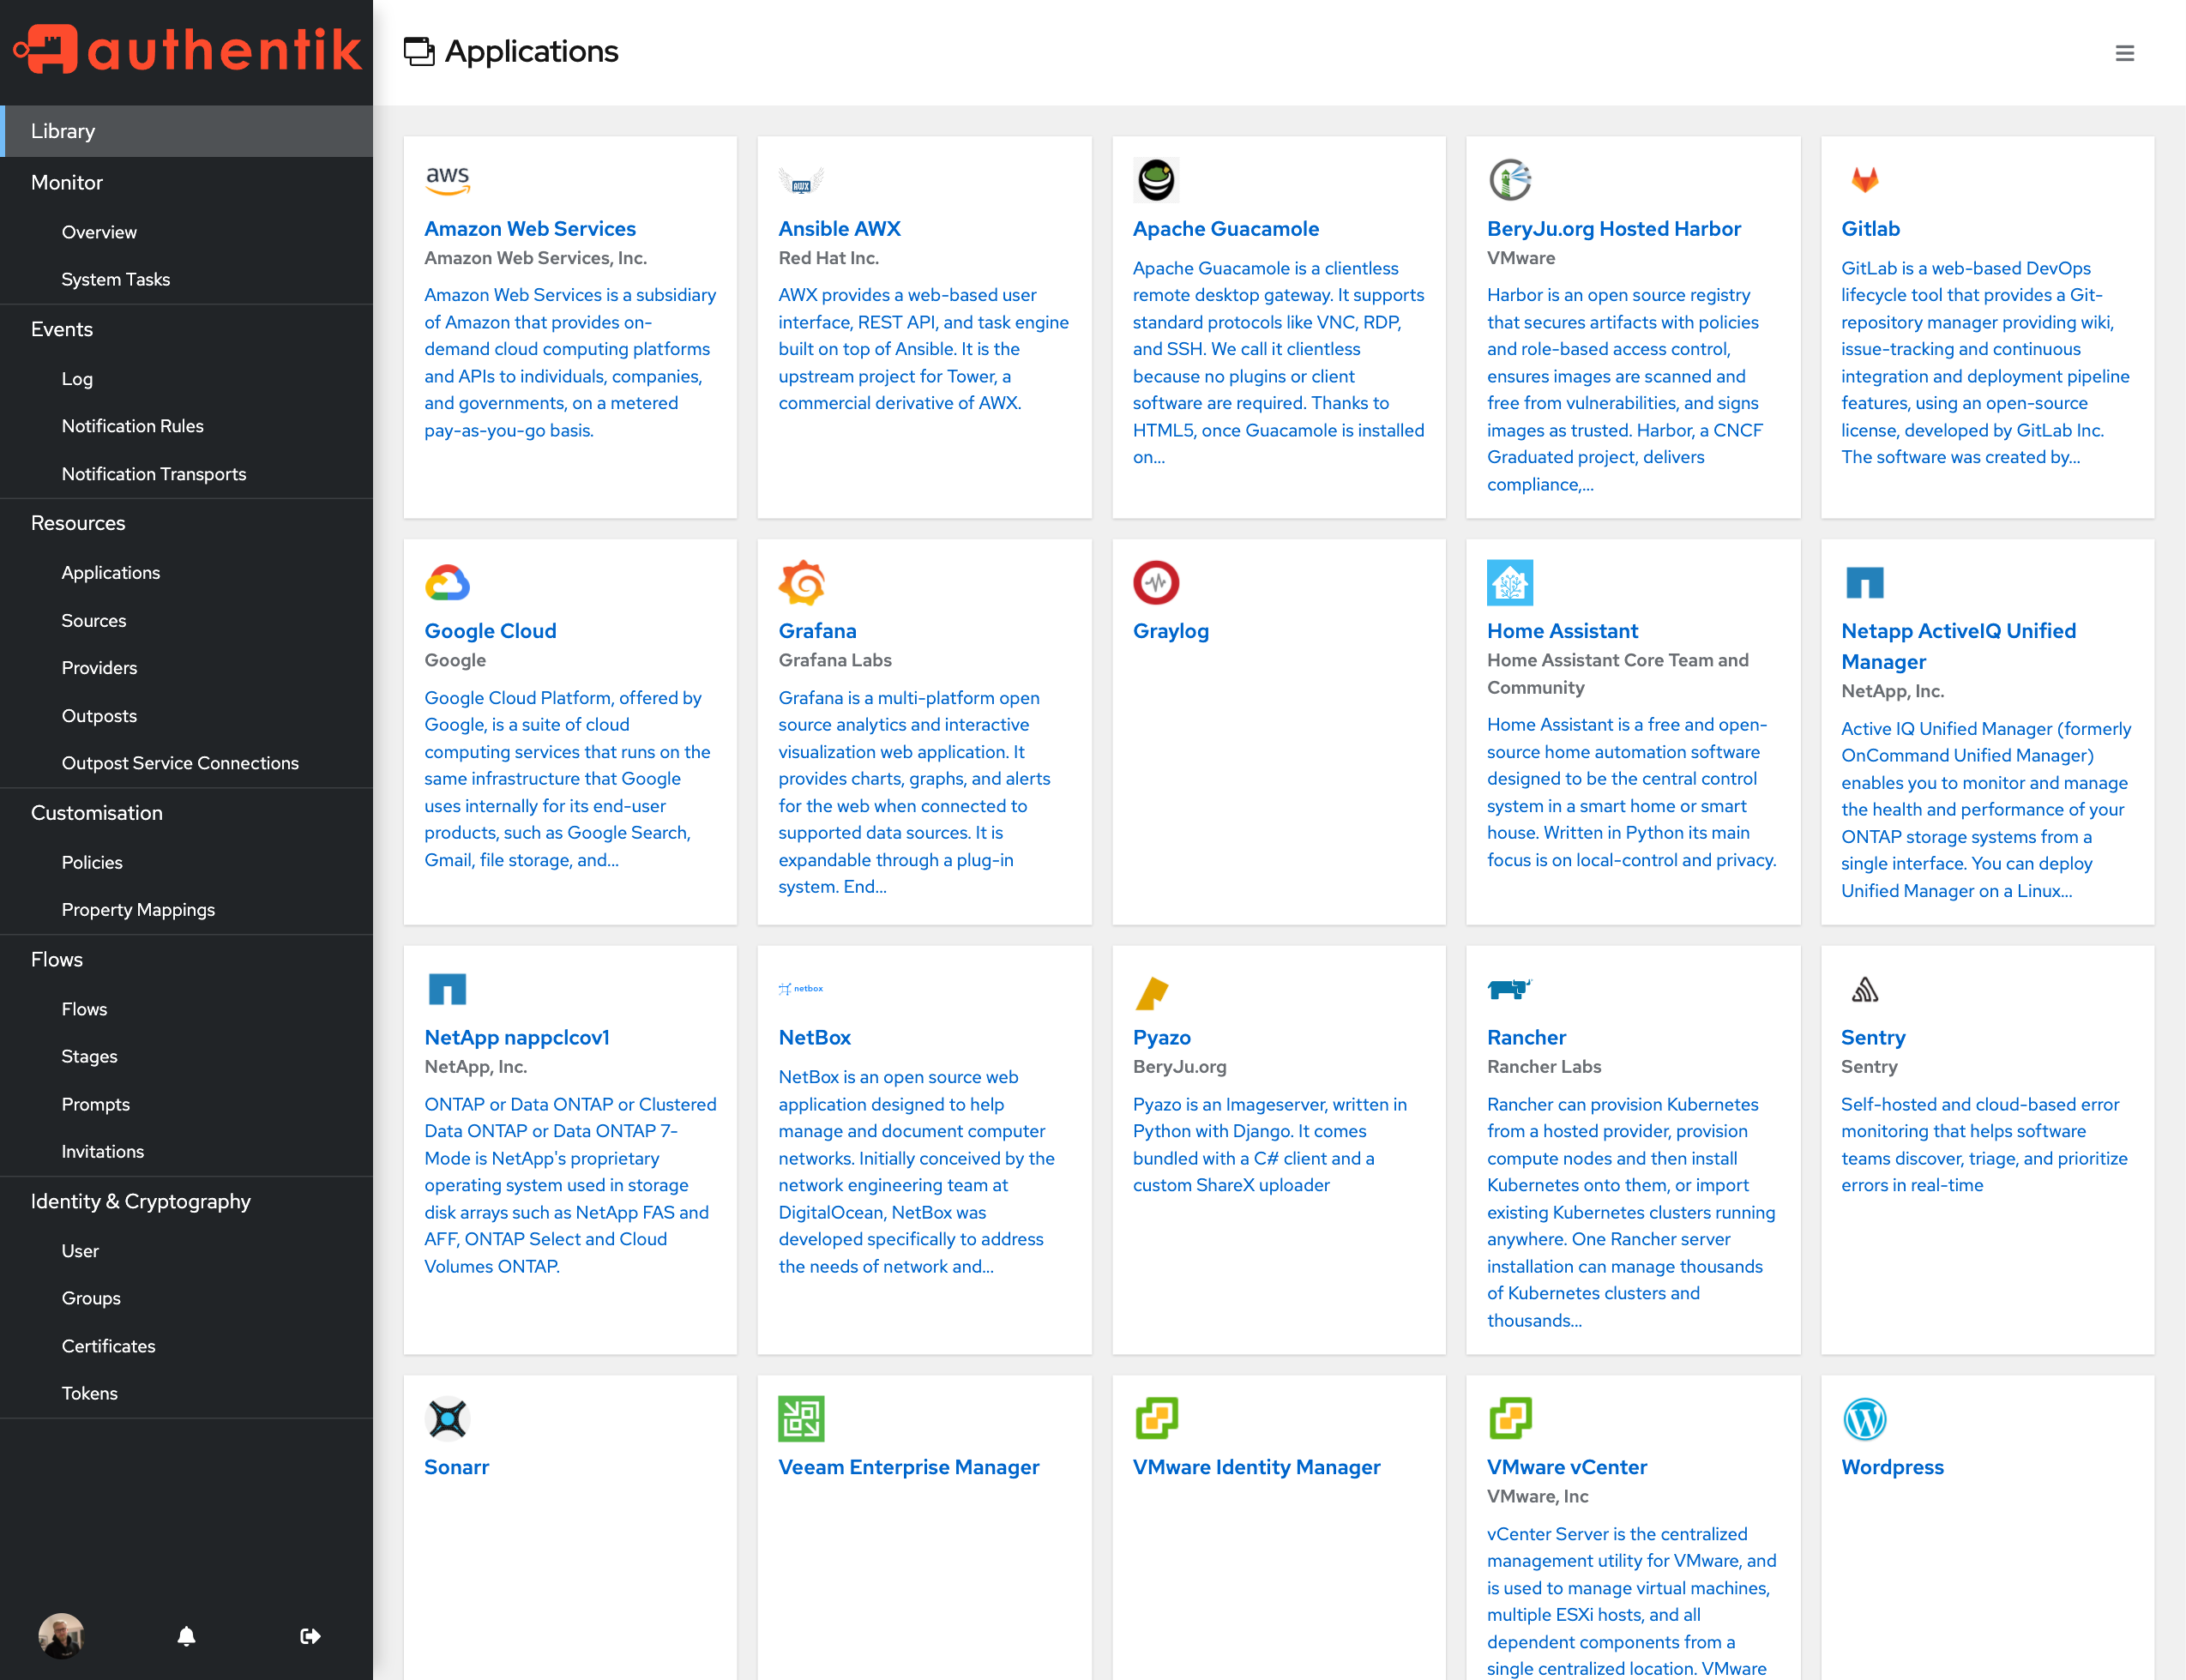 authentik
Library
Monitor
Overview
System Tasks
Events
Log
Notification Rules
Notification Transports
Resources
Applications
Sources
Providers
Outposts
Outpost Service Connections
Customisation
Policies
Property Mappings
Flows
Flows
Stages
Prompts
Invitations
Identity & Cryptography
User
Groups
Certificates
Tokens
Applications
aws
Amazon Web Services
Amazon Web Services, Inc.
Amazon Web Services is a subsidiary
of Amazon that provides on-
demand cloud computing platforms
and APIs to individuals, companies,
and governments, on a metered
pay-as-you-go basis.
AWX
Ansible AWX
Red Hat Inc.
AWX provides a web-based user
interface, REST API, and task engine
built on top of Ansible. It is the
upstream project for Tower, a
commercial derivative of AWX.
Apache Guacamole
Apache Guacamole is a clientless
remote desktop gateway. It supports
standard protocols like VNC, RDP,
and SSH. We call it clientless
because no plugins or client
software are required. Thanks to
HTML5, once Guacamole is installed
on...
BeryJu.org Hosted Harbor
VMware
Harbor is an open source registry
that secures artifacts with policies
and role-based access control,
ensures images are scanned and
free from vulnerabilities, and signs
images as trusted. Harbor, a CNCF
Graduated project, delivers
compliance,...
Gitlab
GitLab is a web-based DevOps
lifecycle tool that provides a Git-
repository manager providing wiki,
issue-tracking and continuous
integration and deployment pipeline
features, using an open-source
license, developed by GitLab Inc.
The software was created by...
Google Cloud
Google
Google Cloud Platform, offered by
Google, is a suite of cloud
computing services that runs on the
same infrastructure that Google
uses internally for its end-user
products, such as Google Search,
Gmail, file storage, and...
Grafana
Grafana Labs
Grafana is a multi-platform open
source analytics and interactive
visualization web application. It
provides charts, graphs, and alerts
for the web when connected to
supported data sources. It is
expandable through a plug-in
system. End...
Graylog
Home Assistant
Home Assistant Core Team and
Community
Home Assistant is a free and open-
source home automation software
designed to be the central control
system in a smart home or smart
house. Written in Python its main
focus is on local-control and privacy.
Netapp ActiveIQ Unified
Manager
NetApp, Inc.
Active IQ Unified Manager (formerly
OnCommand Unified Manager)
enables you to monitor and manage
the health and performance of your
ONTAP storage systems from a
single interface. You can deploy
Unified Manager on a Linux...
NetApp nappclcov1
NetApp, Inc.
ONTAP or Data ONTAP or Clustered
Data ONTAP or Data ONTAP 7-
Mode is NetApp's proprietary
operating system used in storage
disk arrays such as NetApp FAS and
AFF, ONTAP Select and Cloud
Volumes ONTAP.
netbox
NetBox
NetBox is an open source web
application designed to help
manage and document computer
networks. Initially conceived by the
network engineering team at
DigitalOcean, NetBox was
developed specifically to address
the needs of network and...
Pyazo
BeryJu.org
Pyazo is an Imageserver, written in
Python with Django. It comes
bundled with a C# client and a
custom ShareX uploader
Rancher
Rancher Labs
Rancher can provision Kubernetes
from a hosted provider, provision
compute nodes and then install
Kubernetes onto them, or import
existing Kubernetes clusters running
anywhere. One Rancher server
installation can manage thousands
of Kubernetes clusters and
thousands...
Sentry
Sentry
Self-hosted and cloud-based error
monitoring that helps software
teams discover, triage, and prioritize
errors in real-time
Sonarr
Veeam Enterprise Manager
VMware Identity Manager
VMware vCenter
VMware, Inc
vCenter Server is the centralized
management utility for VMware, and
is used to manage virtual machines,
multiple ESXi hosts, and all
dependent components from a
single centralized location. VMware
Wordpress